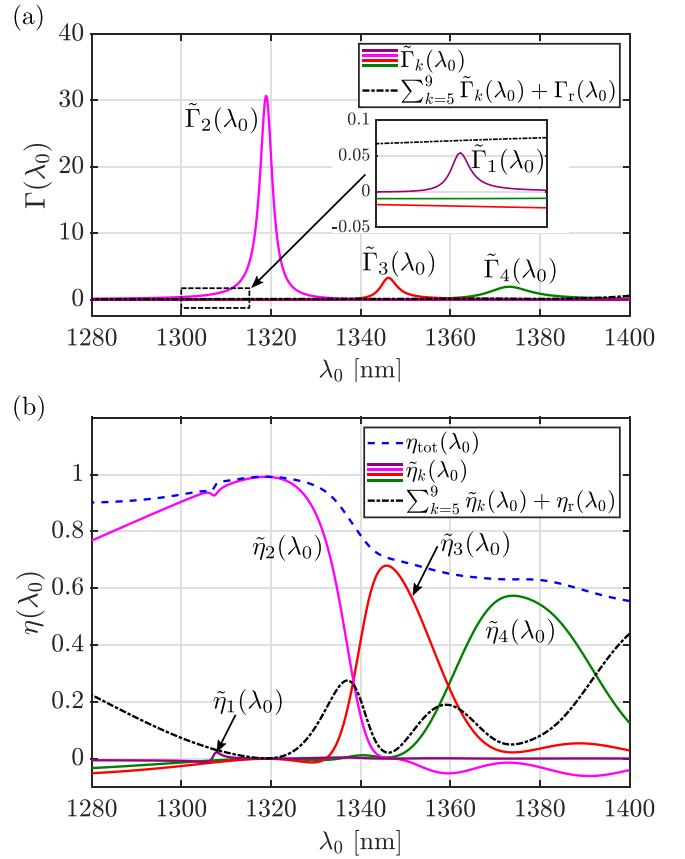 (a)
40
30
20
10
0
Γ(λ₀)
Γ̃ₖ(λ₀)
∑⁹ₖ₌₅ Γ̃ₖ(λ₀) + Γᵣ(λ₀)
Γ̃₂(λ₀)
0.1
0.05
0
-0.05
Γ̃₁(λ₀)
Γ̃₃(λ₀)
Γ̃₄(λ₀)
1280 1300 1320 1340 1360 1380 1400
λ₀ [nm]
(b)
1
0.8
0.6
0.4
0.2
0
η(λ₀)
ηₜₒₜ(λ₀)
η̃ₖ(λ₀)
∑⁹ₖ₌₅ η̃ₖ(λ₀) + ηᵣ(λ₀)
η̃₂(λ₀)
η̃₃(λ₀)
η̃₄(λ₀)
η̃₁(λ₀)
1280 1300 1320 1340 1360 1380 1400
λ₀ [nm]